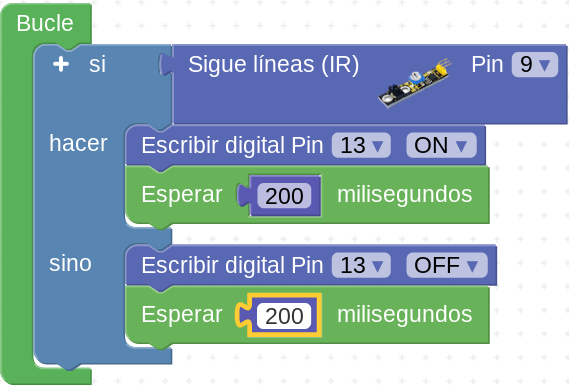 Bucle
+ si Sigue líneas (IR) Pin 9 ▼
hacer Escribir digital Pin 13 ▼ ON ▼
Esperar 200 milisegundos
sino Escribir digital Pin 13 ▼ OFF ▼
Esperar 200 milisegundos